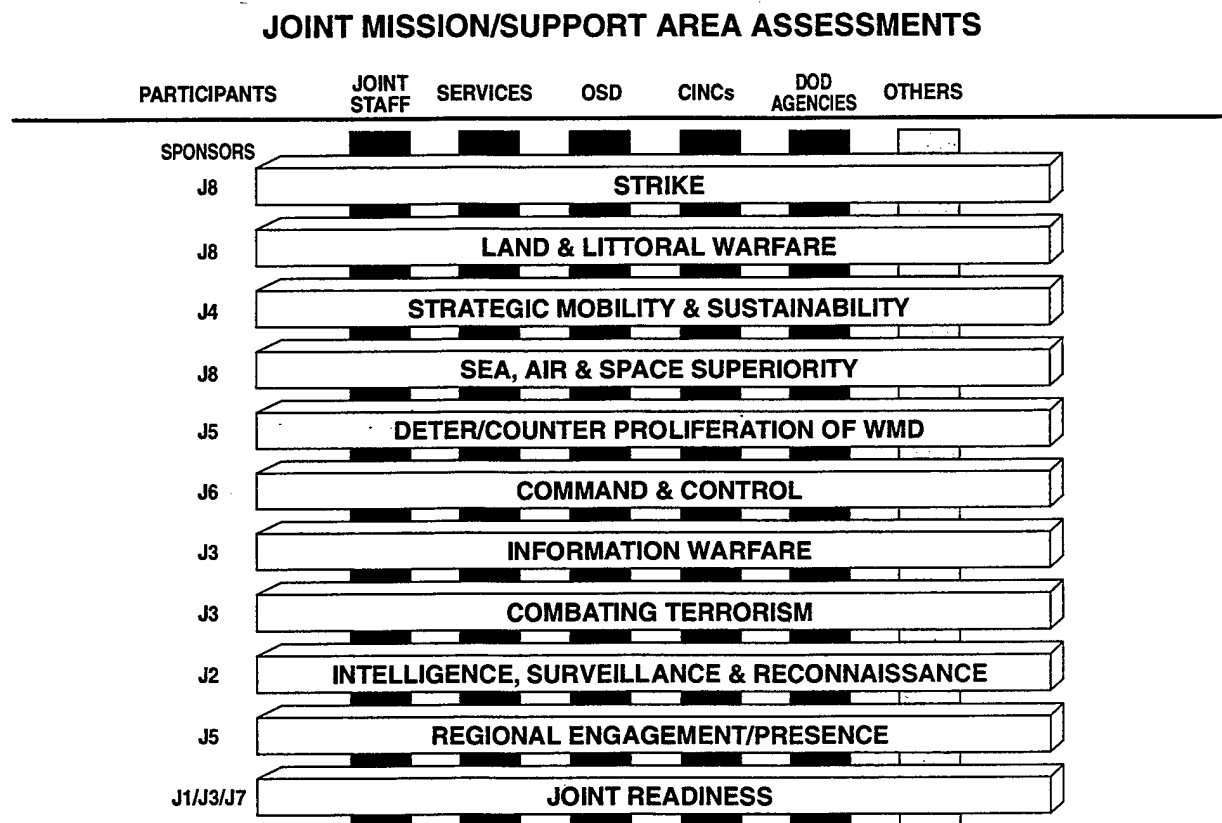 JOINT MISSION/SUPPORT AREA ASSESSMENTS
PARTICIPANTS JOINT STAFF SERVICES OSD CINCs DOD AGENCIES OTHERS
SPONSORS
J8 STRIKE
J8 LAND & LITTORAL WARFARE
J4 STRATEGIC MOBILITY & SUSTAINABILITY
J8 SEA, AIR & SPACE SUPERIORITY
J5 DETER/COUNTER PROLIFERATION OF WMD
J6 COMMAND & CONTROL
J3 INFORMATION WARFARE
J3 COMBATING TERRORISM
J2 INTELLIGENCE, SURVEILLANCE & RECONNAISSANCE
J5 REGIONAL ENGAGEMENT/PRESENCE
J1/J3/J7 JOINT READINESS